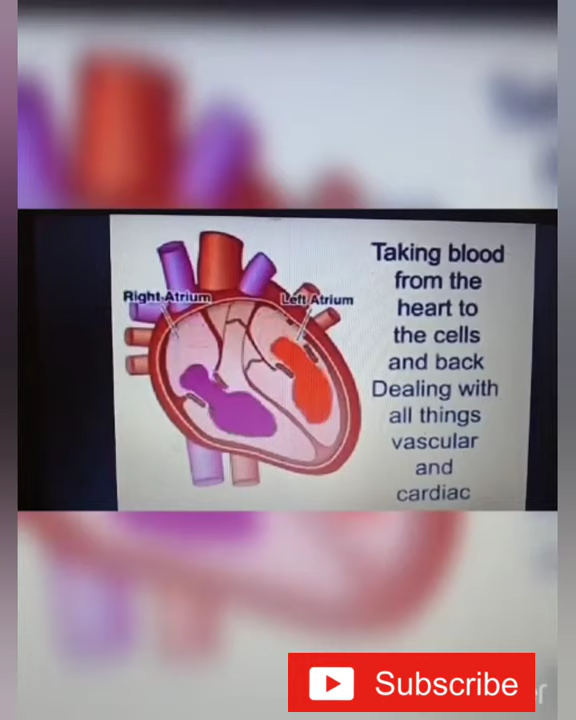 Right Atrium
Left Atrium
Taking blood
from the
heart to
the cells
and back
Dealing with
all things
vascular
and
cardiac
Subscribe